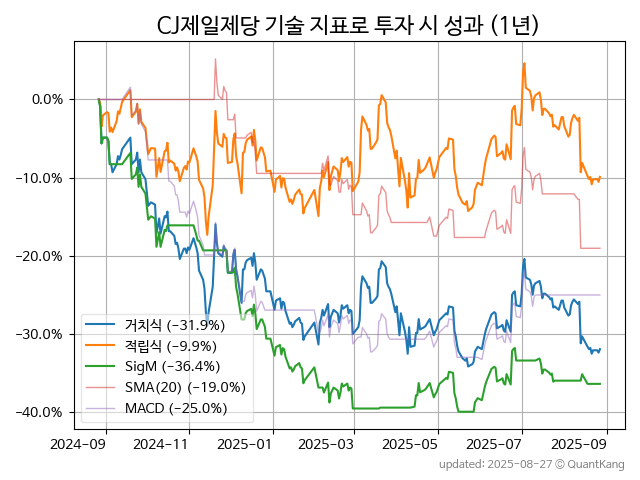 CJ제일제당 기술 지표로 투자 시 성과 (1년)
0.0%
−10.0%
−20.0%
−30.0%
−40.0%
거치식 (−31.9%)
적립식 (−9.9%)
SigM (−36.4%)
SMA(20) (−19.0%)
MACD (−25.0%)
2024-09 2024-11 2025-01 2025-03 2025-05 2025-07 2025-09
updated: 2025-08-27 © QuantKang